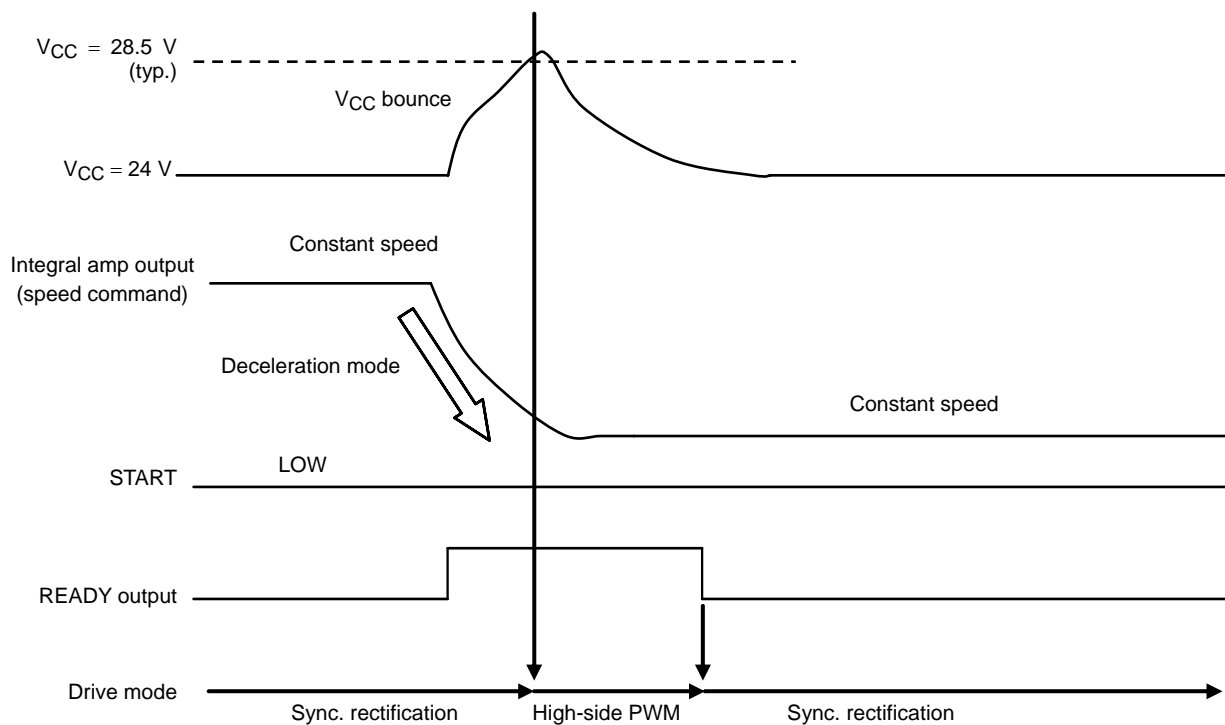 VCC = 28.5 V
(typ.)
VCC bounce
VCC = 24 V
Constant speed
Integral amp output
(speed command)
Deceleration mode
Constant speed
LOW
START
READY output
Drive mode
Sync. rectification
High-side PWM
Sync. rectification